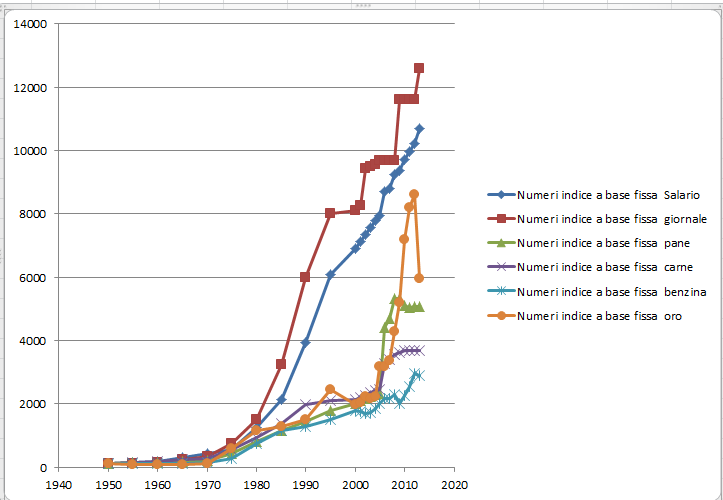 14000
12000
10000
8000
6000
4000
2000
0
1940 1950 1960 1970 1980 1990 2000 2010 2020
Numeri indice a base fissa Salario
Numeri indice a base fissa giornale
Numeri indice a base fissa pane
Numeri indice a base fissa carne
Numeri indice a base fissa benzina
Numeri indice a base fissa oro